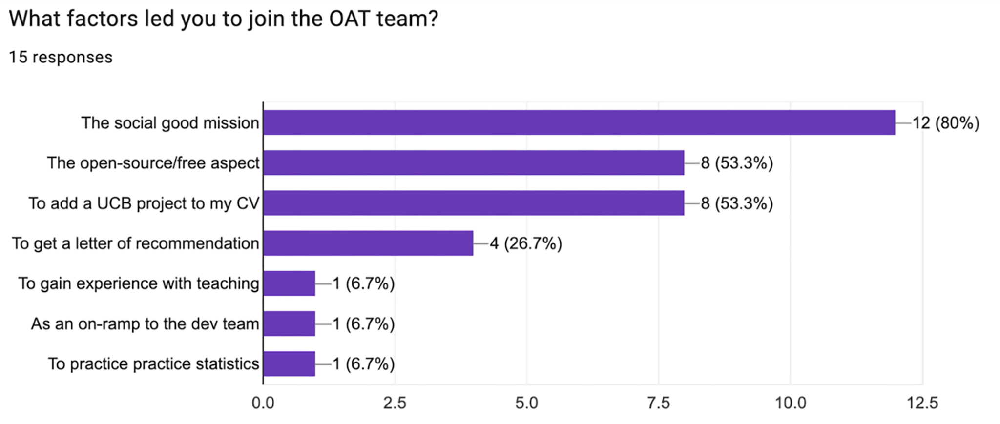 What factors led you to join the OAT team?
15 responses
The social good mission 12 (80%)
The open-source/free aspect 8 (53.3%)
To add a UCB project to my CV 8 (53.3%)
To get a letter of recommendation 4 (26.7%)
To gain experience with teaching 1 (6.7%)
As an on-ramp to the dev team 1 (6.7%)
To practice practice statistics 1 (6.7%)
0.0 2.5 5.0 7.5 10.0 12.5